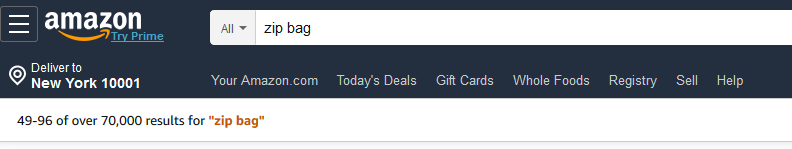 amazon
Try Prime
All
zip bag
Deliver to
New York 10001
Your Amazon.com Today's Deals Gift Cards Whole Foods Registry Sell Help
49-96 of over 70,000 results for "zip bag"